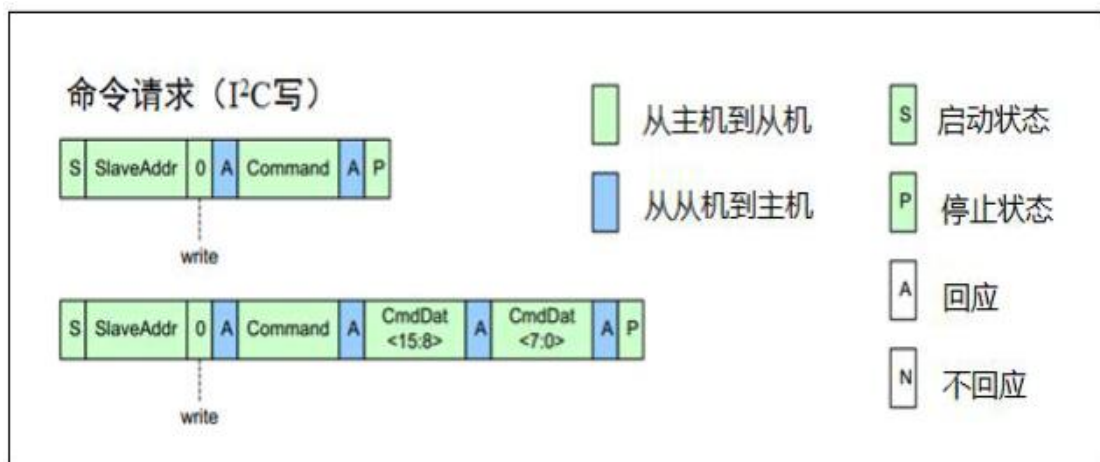 命令请求（I²C写）
S SlaveAddr 0 A Command A P
write
S SlaveAddr 0 A Command A CmdDat <15:8> A CmdDat <7:0> A P
write
从主机到从机
从从机到主机
S 启动状态
P 停止状态
A 回应
N 不回应